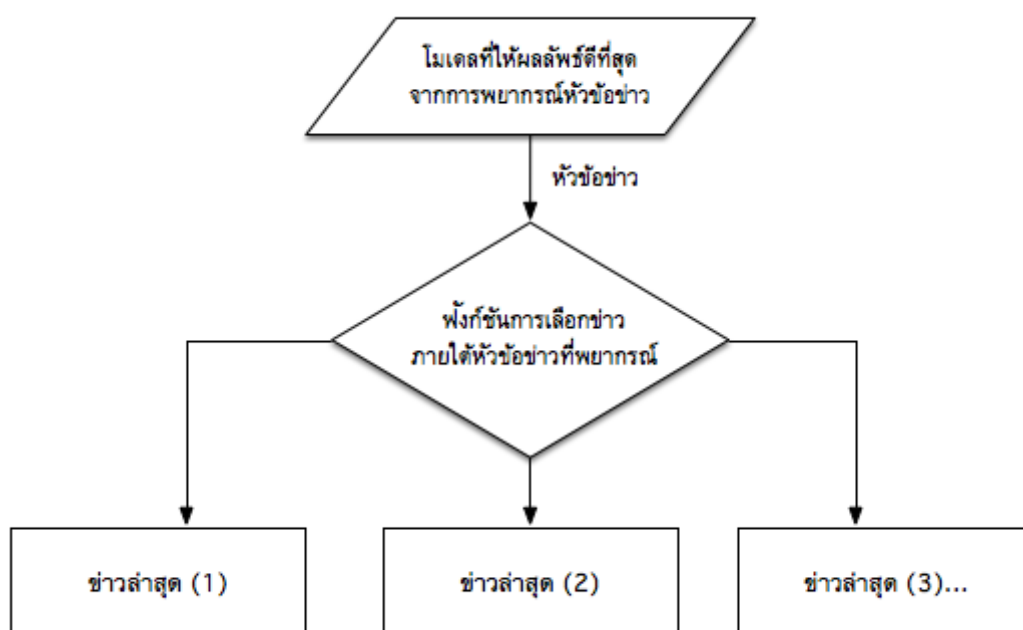 โมเดลที่ให้ผลลัพธ์ดีที่สุด
จากการพยากรณ์หัวข้อข่าว
หัวข้อข่าว
ฟังก์ชันการเลือกข่าว
ภายใต้หัวข้อข่าวที่พยากรณ์
ข่าวล่าสุด (1)
ข่าวล่าสุด (2)
ข่าวล่าสุด (3)...